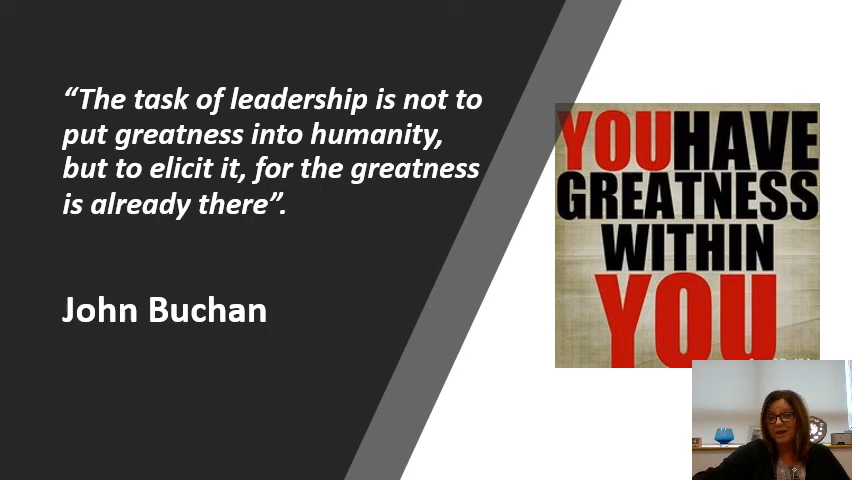 “The task of leadership is not to
put greatness into humanity,
but to elicit it, for the greatness
is already there”.
John Buchan
YOU HAVE
GREATNESS
WITHIN
YOU